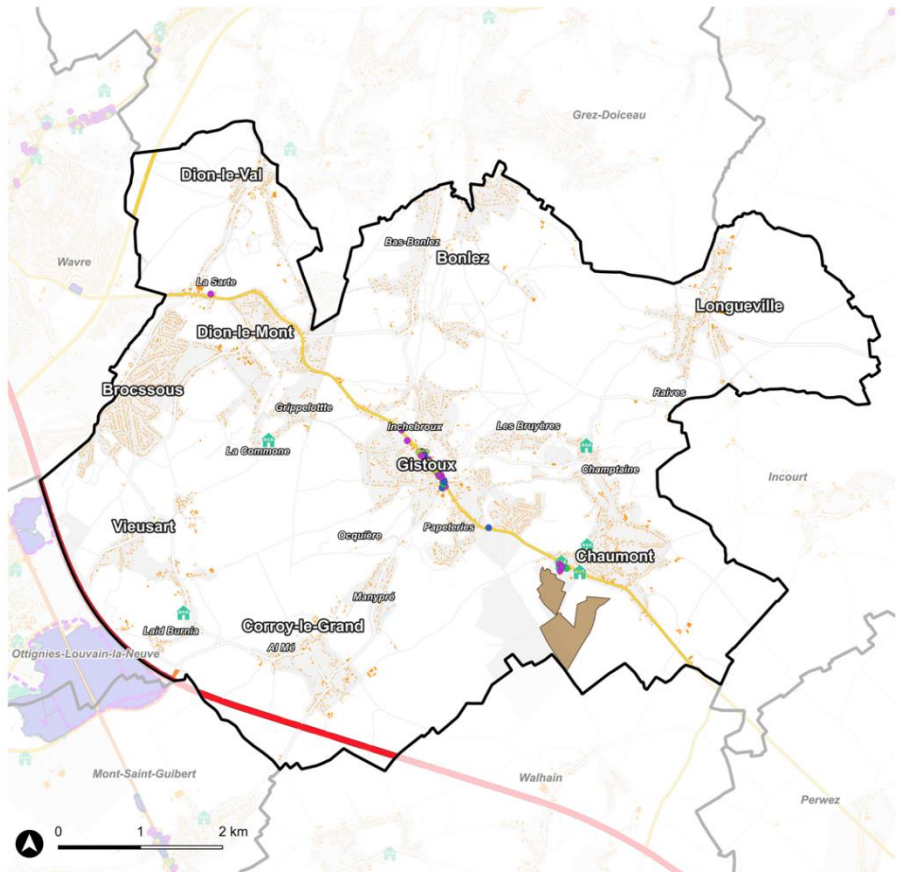 Grez-Doiceau
Dion-le-Val
Bas-Bonlez
Bonlez
Wavre
La Sarte
Longueville
Dion-le-Mont
Brocssous
Raives
Grippelottte
Inchebroux
Les Bruyères
La Commone
Gistoux
Champtaine
Incourt
Vieusart
Papeteries
Ocquière
Chaumont
Manypré
Laid Burnia
Corroy-le-Grand
Al Mé
Ottignies-Louvain-la-Neuve
Mont-Saint-Guibert
Walhain
Perwez
0 1 2 km